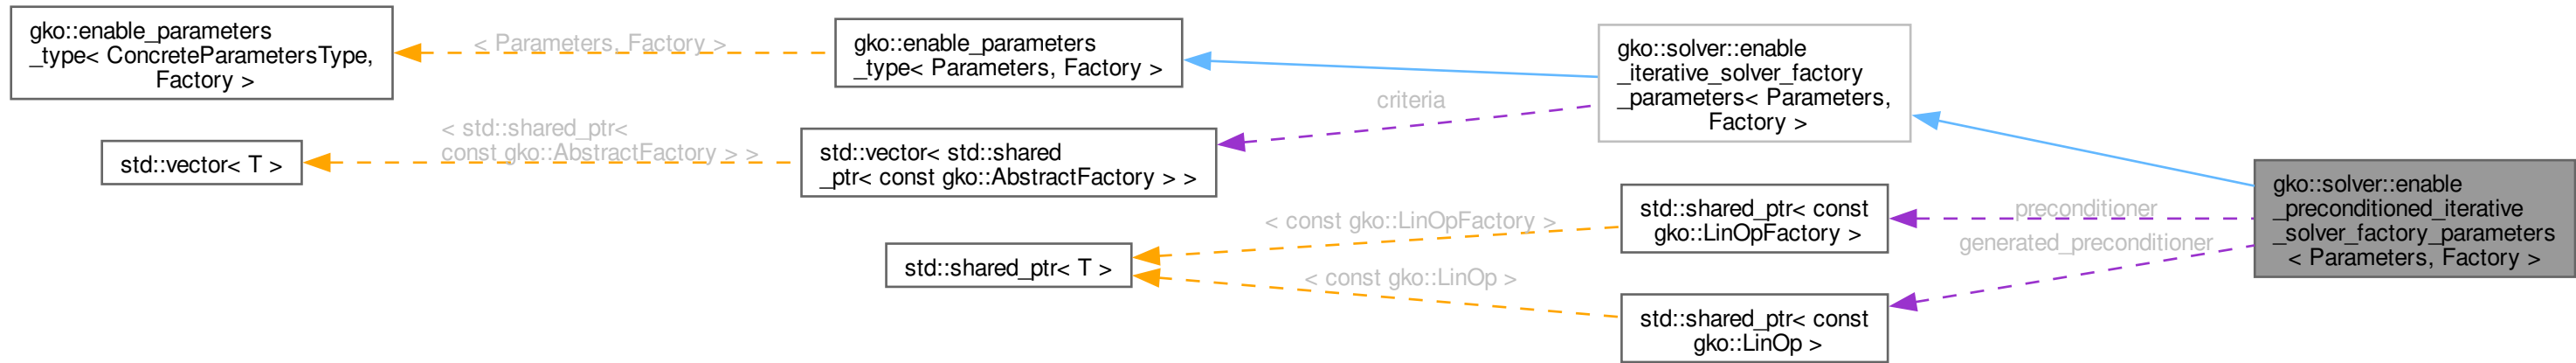 gko::enable_parameters
_type< ConcreteParametersType,
Factory >
< Parameters, Factory >
gko::enable_parameters
_type< Parameters, Factory >
gko::solver::enable
_iterative_solver_factory
_parameters< Parameters,
Factory >
criteria
std::vector< T >
< std::shared_ptr<
const gko::AbstractFactory > >
std::vector< std::shared
_ptr< const gko::AbstractFactory > >
std::shared_ptr< T >
< const gko::LinOpFactory >
< const gko::LinOp >
std::shared_ptr< const
gko::LinOpFactory >
std::shared_ptr< const
gko::LinOp >
preconditioner
generated_preconditioner
gko::solver::enable
_preconditioned_iterative
_solver_factory_parameters
< Parameters, Factory >